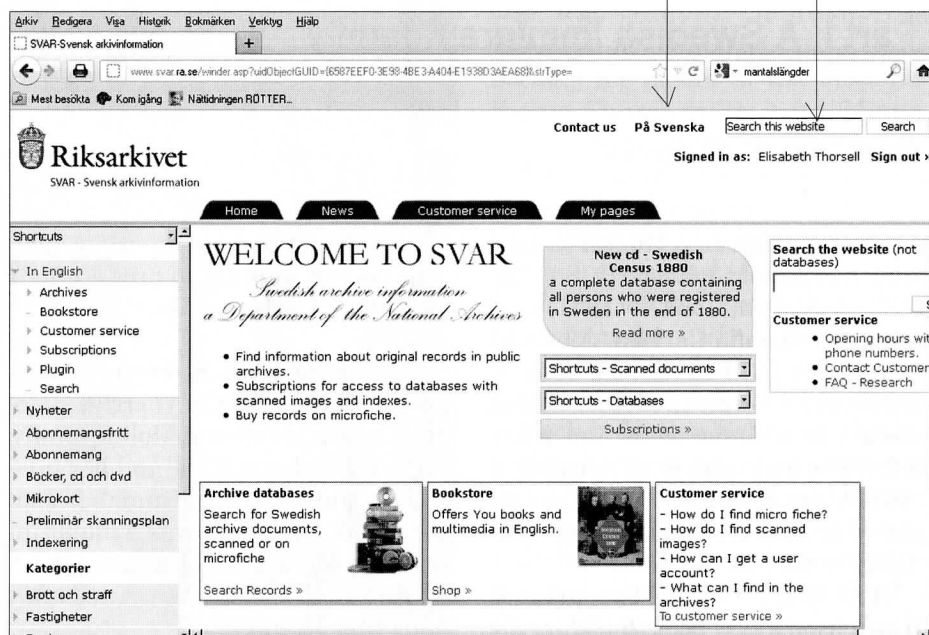 Arkiv Redigera Visa Historik Bokmärken Verktyg Hjälp
SVAR-Svensk arkivinformation
www.svar.ra.se/winder.asp?uidObjectGUID={6587EEF0-3E98-4BE3-A404-E1938D3AEA68}&strType=
mantalslängder
Mest besökta Kom igång Nättidningen RÖTTER...
Contact us På Svenska Search this website Search
Riksarkivet
SVAR - Svensk arkivinformation
Signed in as: Elisabeth Thorsell Sign out »
Home News Customer service My pages
Shortcuts
In English
Archives
Bookstore
Customer service
Subscriptions
Plugin
Search
Nyheter
Abonnemangsfritt
Abonnemang
Böcker, cd och dvd
Mikrokort
Preliminär skanningsplan
Indexering
Kategorier
Brott och straff
Fastigheter
WELCOME TO SVAR
Swedish archive information
a Department of the National Archives
• Find information about original records in public
archives.
• Subscriptions for access to databases with
scanned images and indexes.
• Buy records on microfiche.
New cd - Swedish
Census 1880
a complete database containing
all persons who were registered
in Sweden in the end of 1880.
Read more »
Shortcuts - Scanned documents
Shortcuts - Databases
Subscriptions »
Search the website (not
databases)
Customer service
• Opening hours wit
phone numbers.
• Contact Customer
• FAQ - Research
Archive databases
Search for Swedish
archive documents,
scanned or on
microfiche
Search Records »
Bookstore
Offers You books and
multimedia in English.
Shop »
Customer service
- How do I find micro fiche?
- How do I find scanned
images?
- How can I get a user
account?
- What can I find in the
archives?
To customer service »